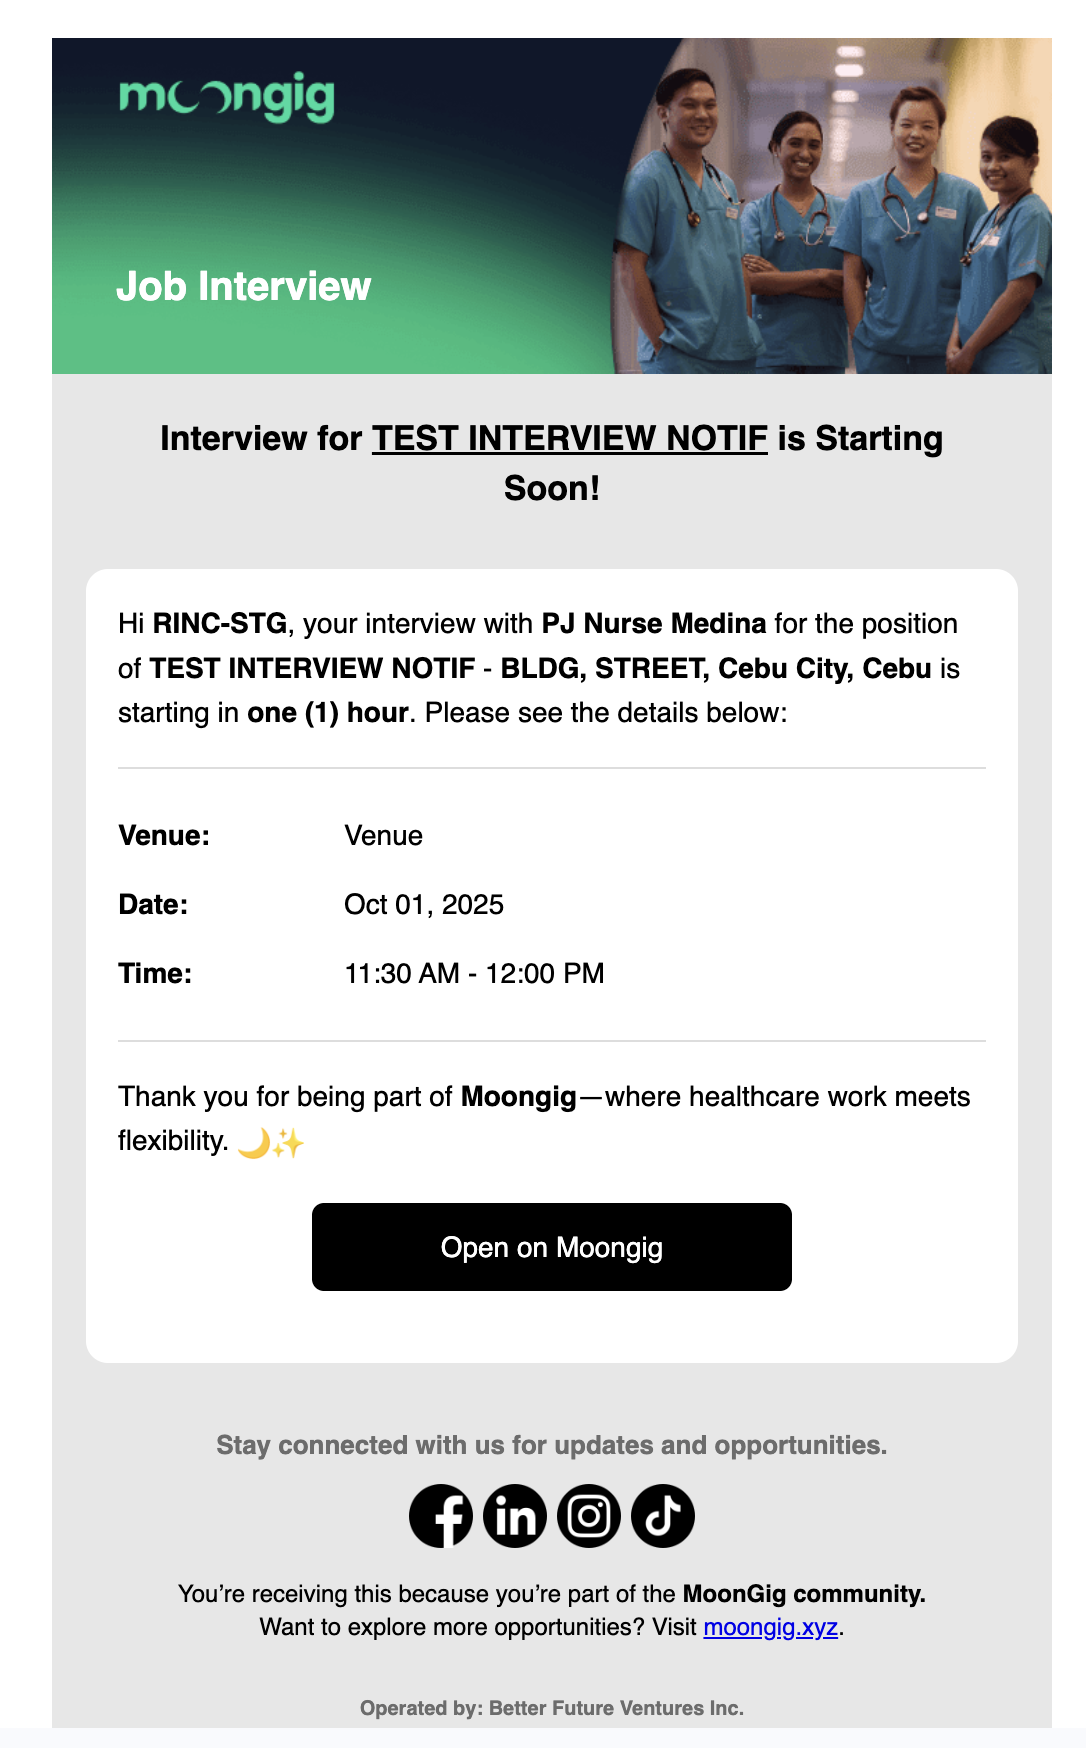 moongig
Job Interview
Interview for TEST INTERVIEW NOTIF is Starting
Soon!
Hi RINC-STG, your interview with PJ Nurse Medina for the position
of TEST INTERVIEW NOTIF - BLDG, STREET, Cebu City, Cebu is
starting in one (1) hour. Please see the details below:
Venue: Venue
Date: Oct 01, 2025
Time: 11:30 AM - 12:00 PM
Thank you for being part of Moongig—where healthcare work meets
flexibility. 🌙✨
Open on Moongig
Stay connected with us for updates and opportunities.
You’re receiving this because you’re part of the MoonGig community.
Want to explore more opportunities? Visit moongig.xyz.
Operated by: Better Future Ventures Inc.